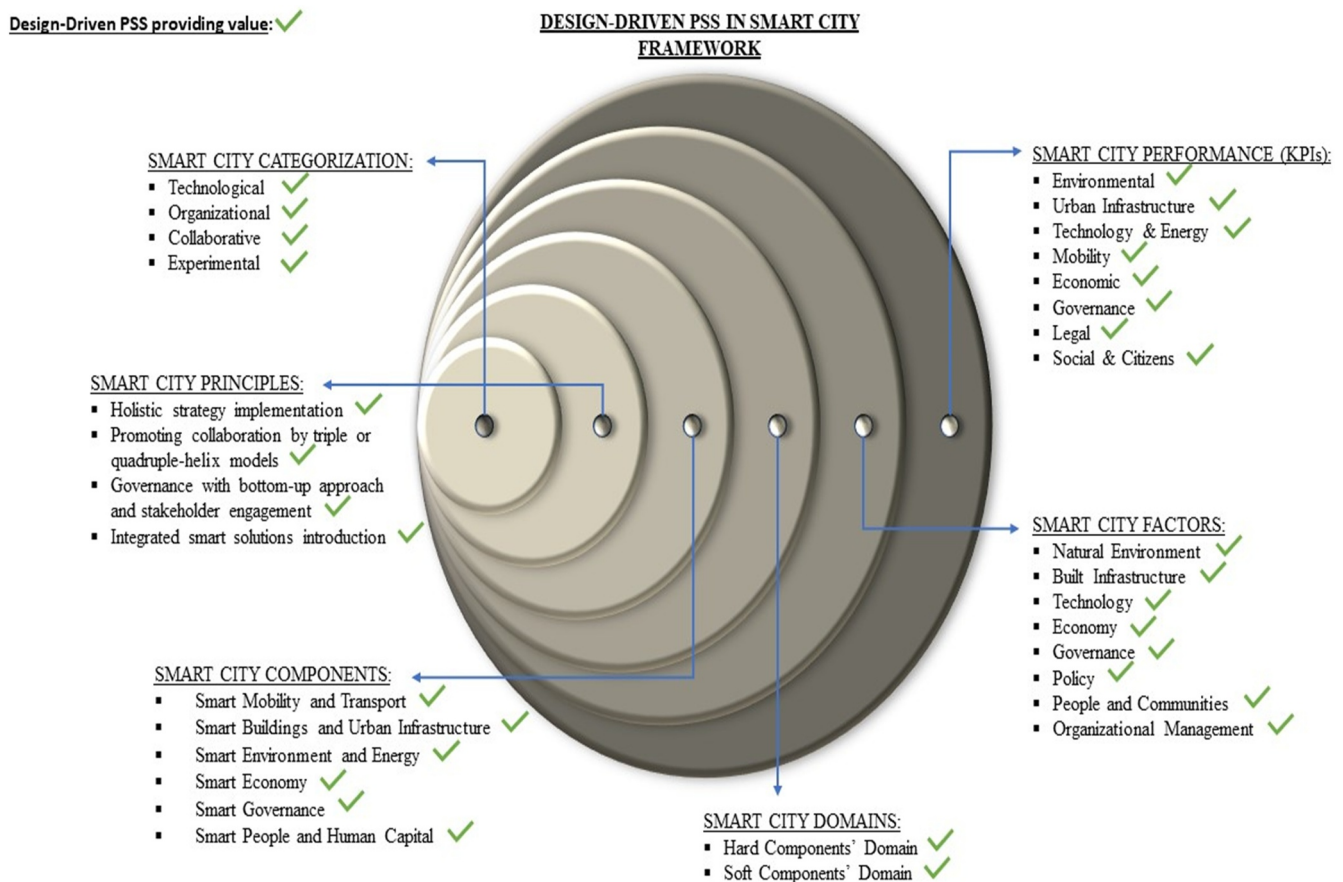 Design-Driven PSS providing value:
DESIGN-DRIVEN PSS IN SMART CITY
FRAMEWORK
SMART CITY CATEGORIZATION:
▪ Technological
▪ Organizational
▪ Collaborative
▪ Experimental
SMART CITY PRINCIPLES:
▪ Holistic strategy implementation
▪ Promoting collaboration by triple or
quadruple-helix models
▪ Governance with bottom-up approach
and stakeholder engagement
▪ Integrated smart solutions introduction
SMART CITY COMPONENTS:
▪ Smart Mobility and Transport
▪ Smart Buildings and Urban Infrastructure
▪ Smart Environment and Energy
▪ Smart Economy
▪ Smart Governance
▪ Smart People and Human Capital
SMART CITY DOMAINS:
▪ Hard Components’ Domain
▪ Soft Components’ Domain
SMART CITY PERFORMANCE (KPIs):
▪ Environmental
▪ Urban Infrastructure
▪ Technology & Energy
▪ Mobility
▪ Economic
▪ Governance
▪ Legal
▪ Social & Citizens
SMART CITY FACTORS:
▪ Natural Environment
▪ Built Infrastructure
▪ Technology
▪ Economy
▪ Governance
▪ Policy
▪ People and Communities
▪ Organizational Management